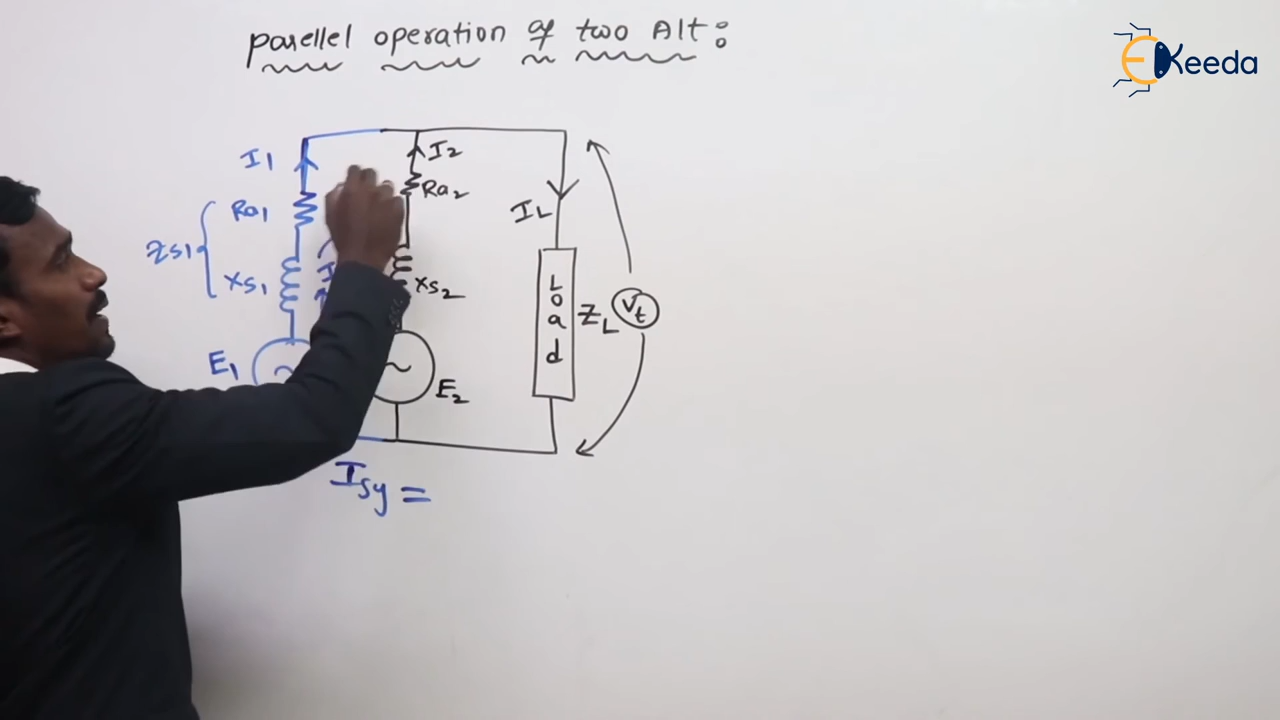 parellel operation of two Alt:
EKeeda
I1
I2
Ra1
Ra2
Zs1
IL
Xs1
Xs2
Load
ZL
Vt
E1
~
~
E2
Isy =